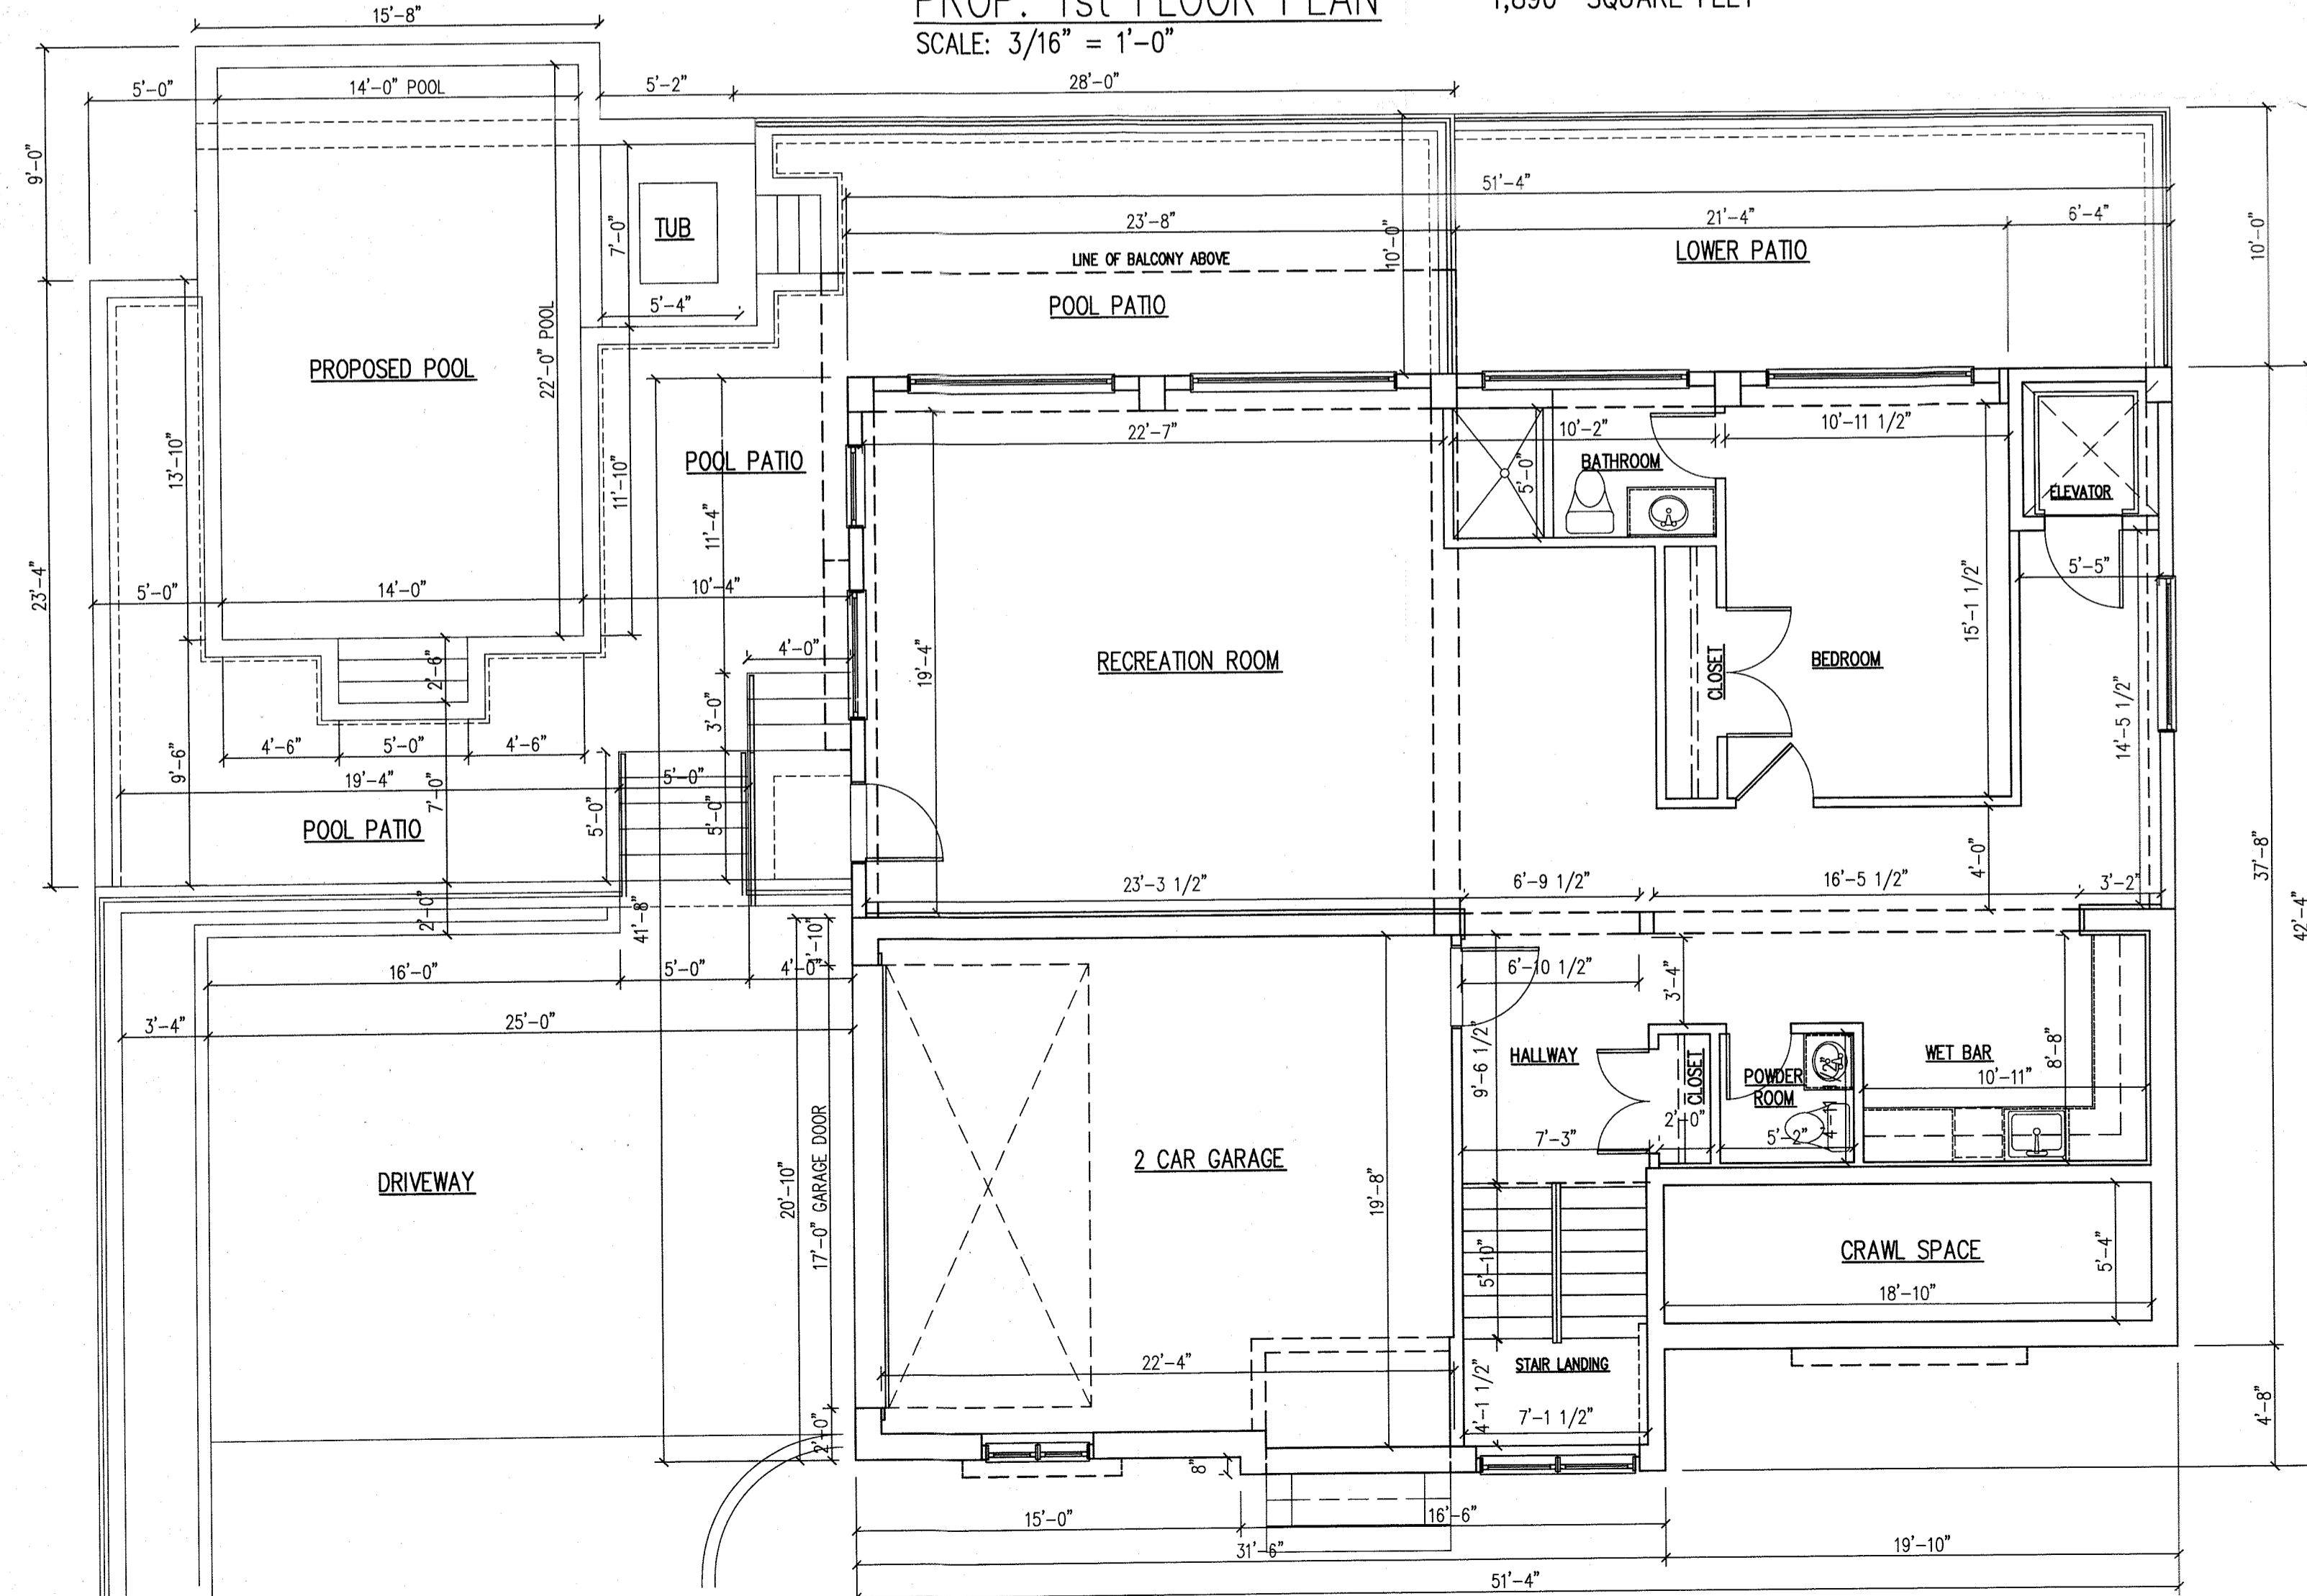 PROP. 1st FLOOR PLAN
1,890 SQUARE FEET
SCALE: 3/16" = 1'-0"
15'-8"
5'-0"
14'-0" POOL
5'-2"
28'-0"
9'-0"
TUB
7'-0"
5'-4"
51'-4"
23'-8"
21'-4"
6'-4"
LINE OF BALCONY ABOVE
LOWER PATIO
10'-0"
10'-0"
POOL PATIO
PROPOSED POOL
22'-0" POOL
13'-10"
11'-10"
POOL PATIO
11'-4"
22'-7"
10'-2"
10'-11 1/2"
BATHROOM
5'-0"
ELEVATOR
23'-4"
5'-0"
14'-0"
10'-4"
5'-5"
15'-1 1/2"
4'-0"
19'-4"
RECREATION ROOM
CLOSET
BEDROOM
2'-6"
3'-0"
14'-5 1/2"
4'-6"
5'-0"
4'-6"
9'-6"
19'-4"
7'-0"
5'-0"
5'-0"
5'-0"
POOL PATIO
37'-8"
42'-4"
4'-0"
23'-3 1/2"
6'-9 1/2"
16'-5 1/2"
3'-2"
2'-0"
41'-8"
1'-10"
16'-0"
5'-0"
4'-0"
6'-10 1/2"
3'-4"
3'-4"
25'-0"
9'-6 1/2"
HALLWAY
CLOSET
POWDER
ROOM
WET BAR
8'-8"
10'-11"
2'-0"
7'-3"
5'-2"
DRIVEWAY
20'-10"
17'-0" GARAGE DOOR
2 CAR GARAGE
19'-8"
5'-10"
CRAWL SPACE
5'-4"
18'-10"
22'-4"
STAIR LANDING
4'-1 1/2"
7'-1 1/2"
2'-0"
8"
4'-8"
15'-0"
16'-6"
31'-6"
19'-10"
51'-4"